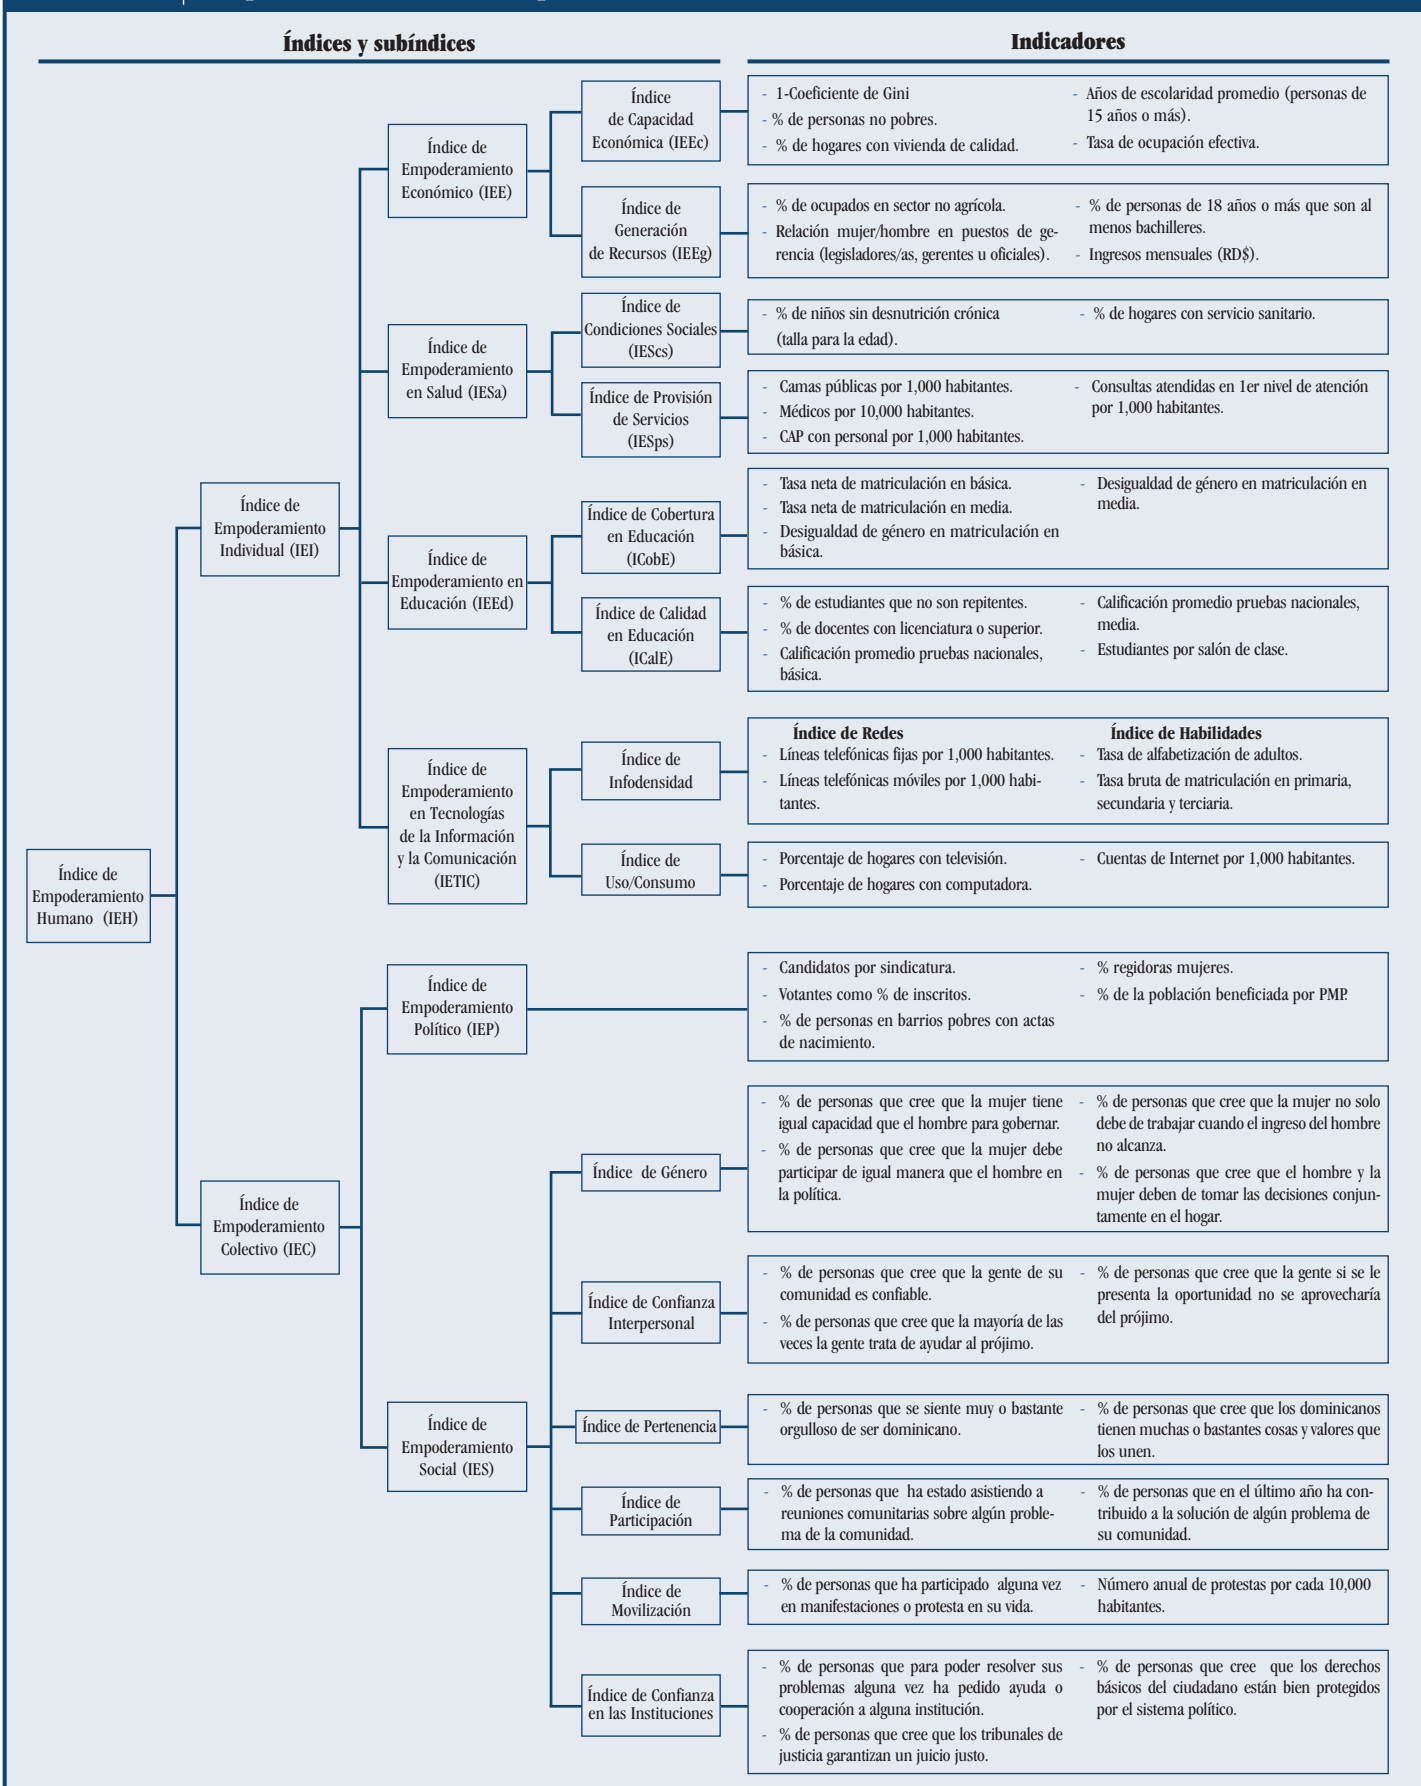 Índices y subíndices
Indicadores
Índice de
Empoderamiento
Humano (IEH)
Índice de
Empoderamiento
Individual (IEI)
Índice de
Empoderamiento
Económico (IEE)
Índice
de Capacidad
Económica (IEEc)
- 1-Coeficiente de Gini
- % de personas no pobres.
- % de hogares con vivienda de calidad.
- Años de escolaridad promedio (personas de
15 años o más).
- Tasa de ocupación efectiva.
Índice de
Generación
de Recursos (IEEg)
- % de ocupados en sector no agrícola.
- Relación mujer/hombre en puestos de ge-
rencia (legisladores/as, gerentes u oficiales).
- % de personas de 18 años o más que son al
menos bachilleres.
- Ingresos mensuales (RD$).
Índice de
Empoderamiento
en Salud (IESa)
Índice de
Condiciones Sociales
(IEScs)
- % de niños sin desnutrición crónica
(talla para la edad).
- % de hogares con servicio sanitario.
Índice de Provisión
de Servicios
(IESps)
- Camas públicas por 1,000 habitantes.
- Médicos por 10,000 habitantes.
- CAP con personal por 1,000 habitantes.
- Consultas atendidas en 1er nivel de atención
por 1,000 habitantes.
Índice de
Empoderamiento en
Educación (IEEd)
Índice de Cobertura
en Educación
(ICobE)
- Tasa neta de matriculación en básica.
- Tasa neta de matriculación en media.
- Desigualdad de género en matriculación en
básica.
- Desigualdad de género en matriculación en
media.
Índice de Calidad
en Educación
(ICalE)
- % de estudiantes que no son repitentes.
- % de docentes con licenciatura o superior.
- Calificación promedio pruebas nacionales,
básica.
- Calificación promedio pruebas nacionales,
media.
- Estudiantes por salón de clase.
Índice de
Empoderamiento
en Tecnologías
de la Información
y la Comunicación
(IETIC)
Índice de
Infodensidad
Índice de Redes
- Líneas telefónicas fijas por 1,000 habitantes.
- Líneas telefónicas móviles por 1,000 habi-
tantes.
Índice de Habilidades
- Tasa de alfabetización de adultos.
- Tasa bruta de matriculación en primaria,
secundaria y terciaria.
Índice de
Uso/Consumo
- Porcentaje de hogares con televisión.
- Porcentaje de hogares con computadora.
- Cuentas de Internet por 1,000 habitantes.
Índice de
Empoderamiento
Colectivo (IEC)
Índice de
Empoderamiento
Político (IEP)
- Candidatos por sindicatura.
- Votantes como % de inscritos.
- % de personas en barrios pobres con actas
de nacimiento.
- % regidoras mujeres.
- % de la población beneficiada por PMP.
Índice de
Empoderamiento
Social (IES)
Índice de Género
- % de personas que cree que la mujer tiene
igual capacidad que el hombre para gobernar.
- % de personas que cree que la mujer debe
participar de igual manera que el hombre en
la política.
- % de personas que cree que la mujer no solo
debe de trabajar cuando el ingreso del hombre
no alcanza.
- % de personas que cree que el hombre y la
mujer deben de tomar las decisiones conjun-
tamente en el hogar.
Índice de Confianza
Interpersonal
- % de personas que cree que la gente de su
comunidad es confiable.
- % de personas que cree que la mayoría de las
veces la gente trata de ayudar al prójimo.
- % de personas que cree que la gente si se le
presenta la oportunidad no se aprovecharía
del prójimo.
Índice de Pertenencia
- % de personas que se siente muy o bastante
orgulloso de ser dominicano.
- % de personas que cree que los dominicanos
tienen muchas o bastantes cosas y valores que
los unen.
Índice de
Participación
- % de personas que ha estado asistiendo a
reuniones comunitarias sobre algún proble-
ma de la comunidad.
- % de personas que en el último año ha con-
tribuido a la solución de algún problema de
su comunidad.
Índice de
Movilización
- % de personas que ha participado alguna vez
en manifestaciones o protesta en su vida.
- Número anual de protestas por cada 10,000
habitantes.
Índice de Confianza
en las Instituciones
- % de personas que para poder resolver sus
problemas alguna vez ha pedido ayuda o
cooperación a alguna institución.
- % de personas que cree que los tribunales de
justicia garantizan un juicio justo.
- % de personas que cree que los derechos
básicos del ciudadano están bien protegidos
por el sistema político.